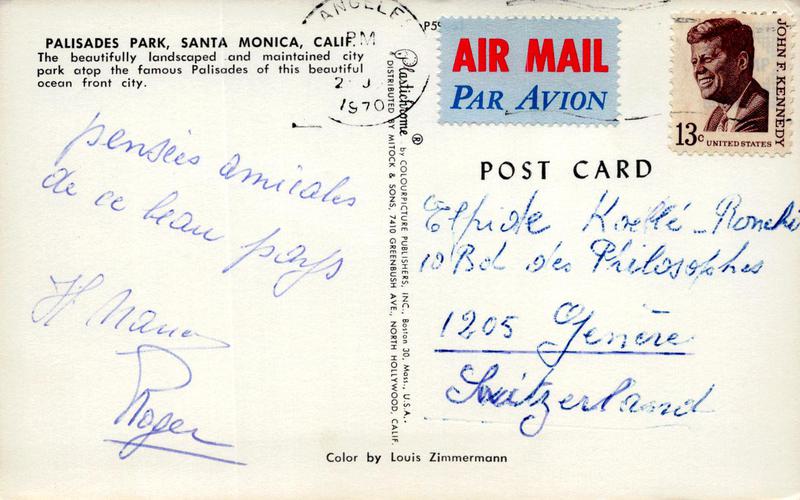 PALISADES PARK, SANTA MONICA, CALIF.
The beautifully landscaped and maintained city
park atop the famous Palisades of this beautiful
ocean front city.
pensées amicales
de ce beau pays
Roger
ANGELE
PM
1970
Plastichrome ® by COLOURPICTURE PUBLISHERS, INC., Boston 30, Mass., U.S.A.
DISTRIBUTED BY MITOCK & SONS, 7410 GREENBUSH AVE., NORTH HOLLYWOOD, CALIF.
AIR MAIL
PAR AVION
JOHN F. KENNEDY
13c UNITED STATES
POST CARD
10 Bd des Philosophes
1205 Genève
Switzerland
Color by Louis Zimmermann